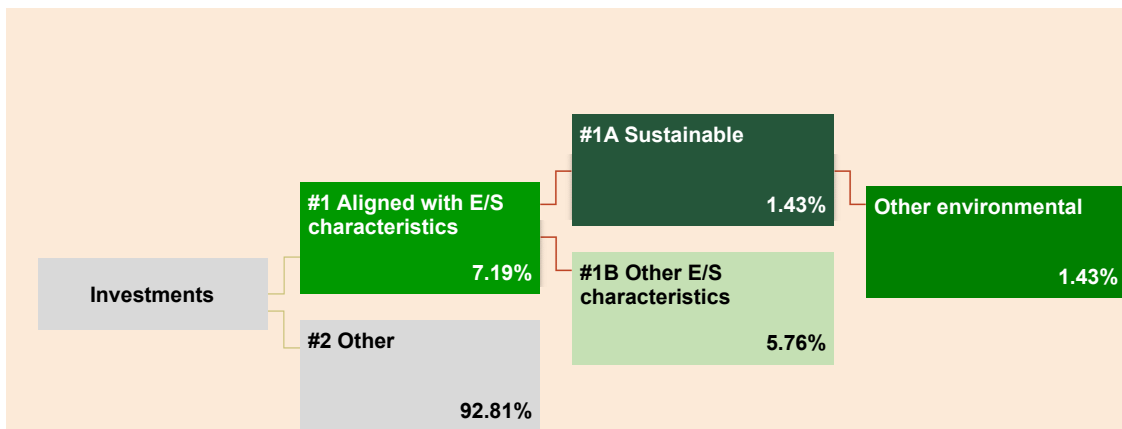 Investments
#1 Aligned with E/S
characteristics
7.19%
#2 Other
92.81%
#1A Sustainable
1.43%
#1B Other E/S
characteristics
5.76%
Other environmental
1.43%